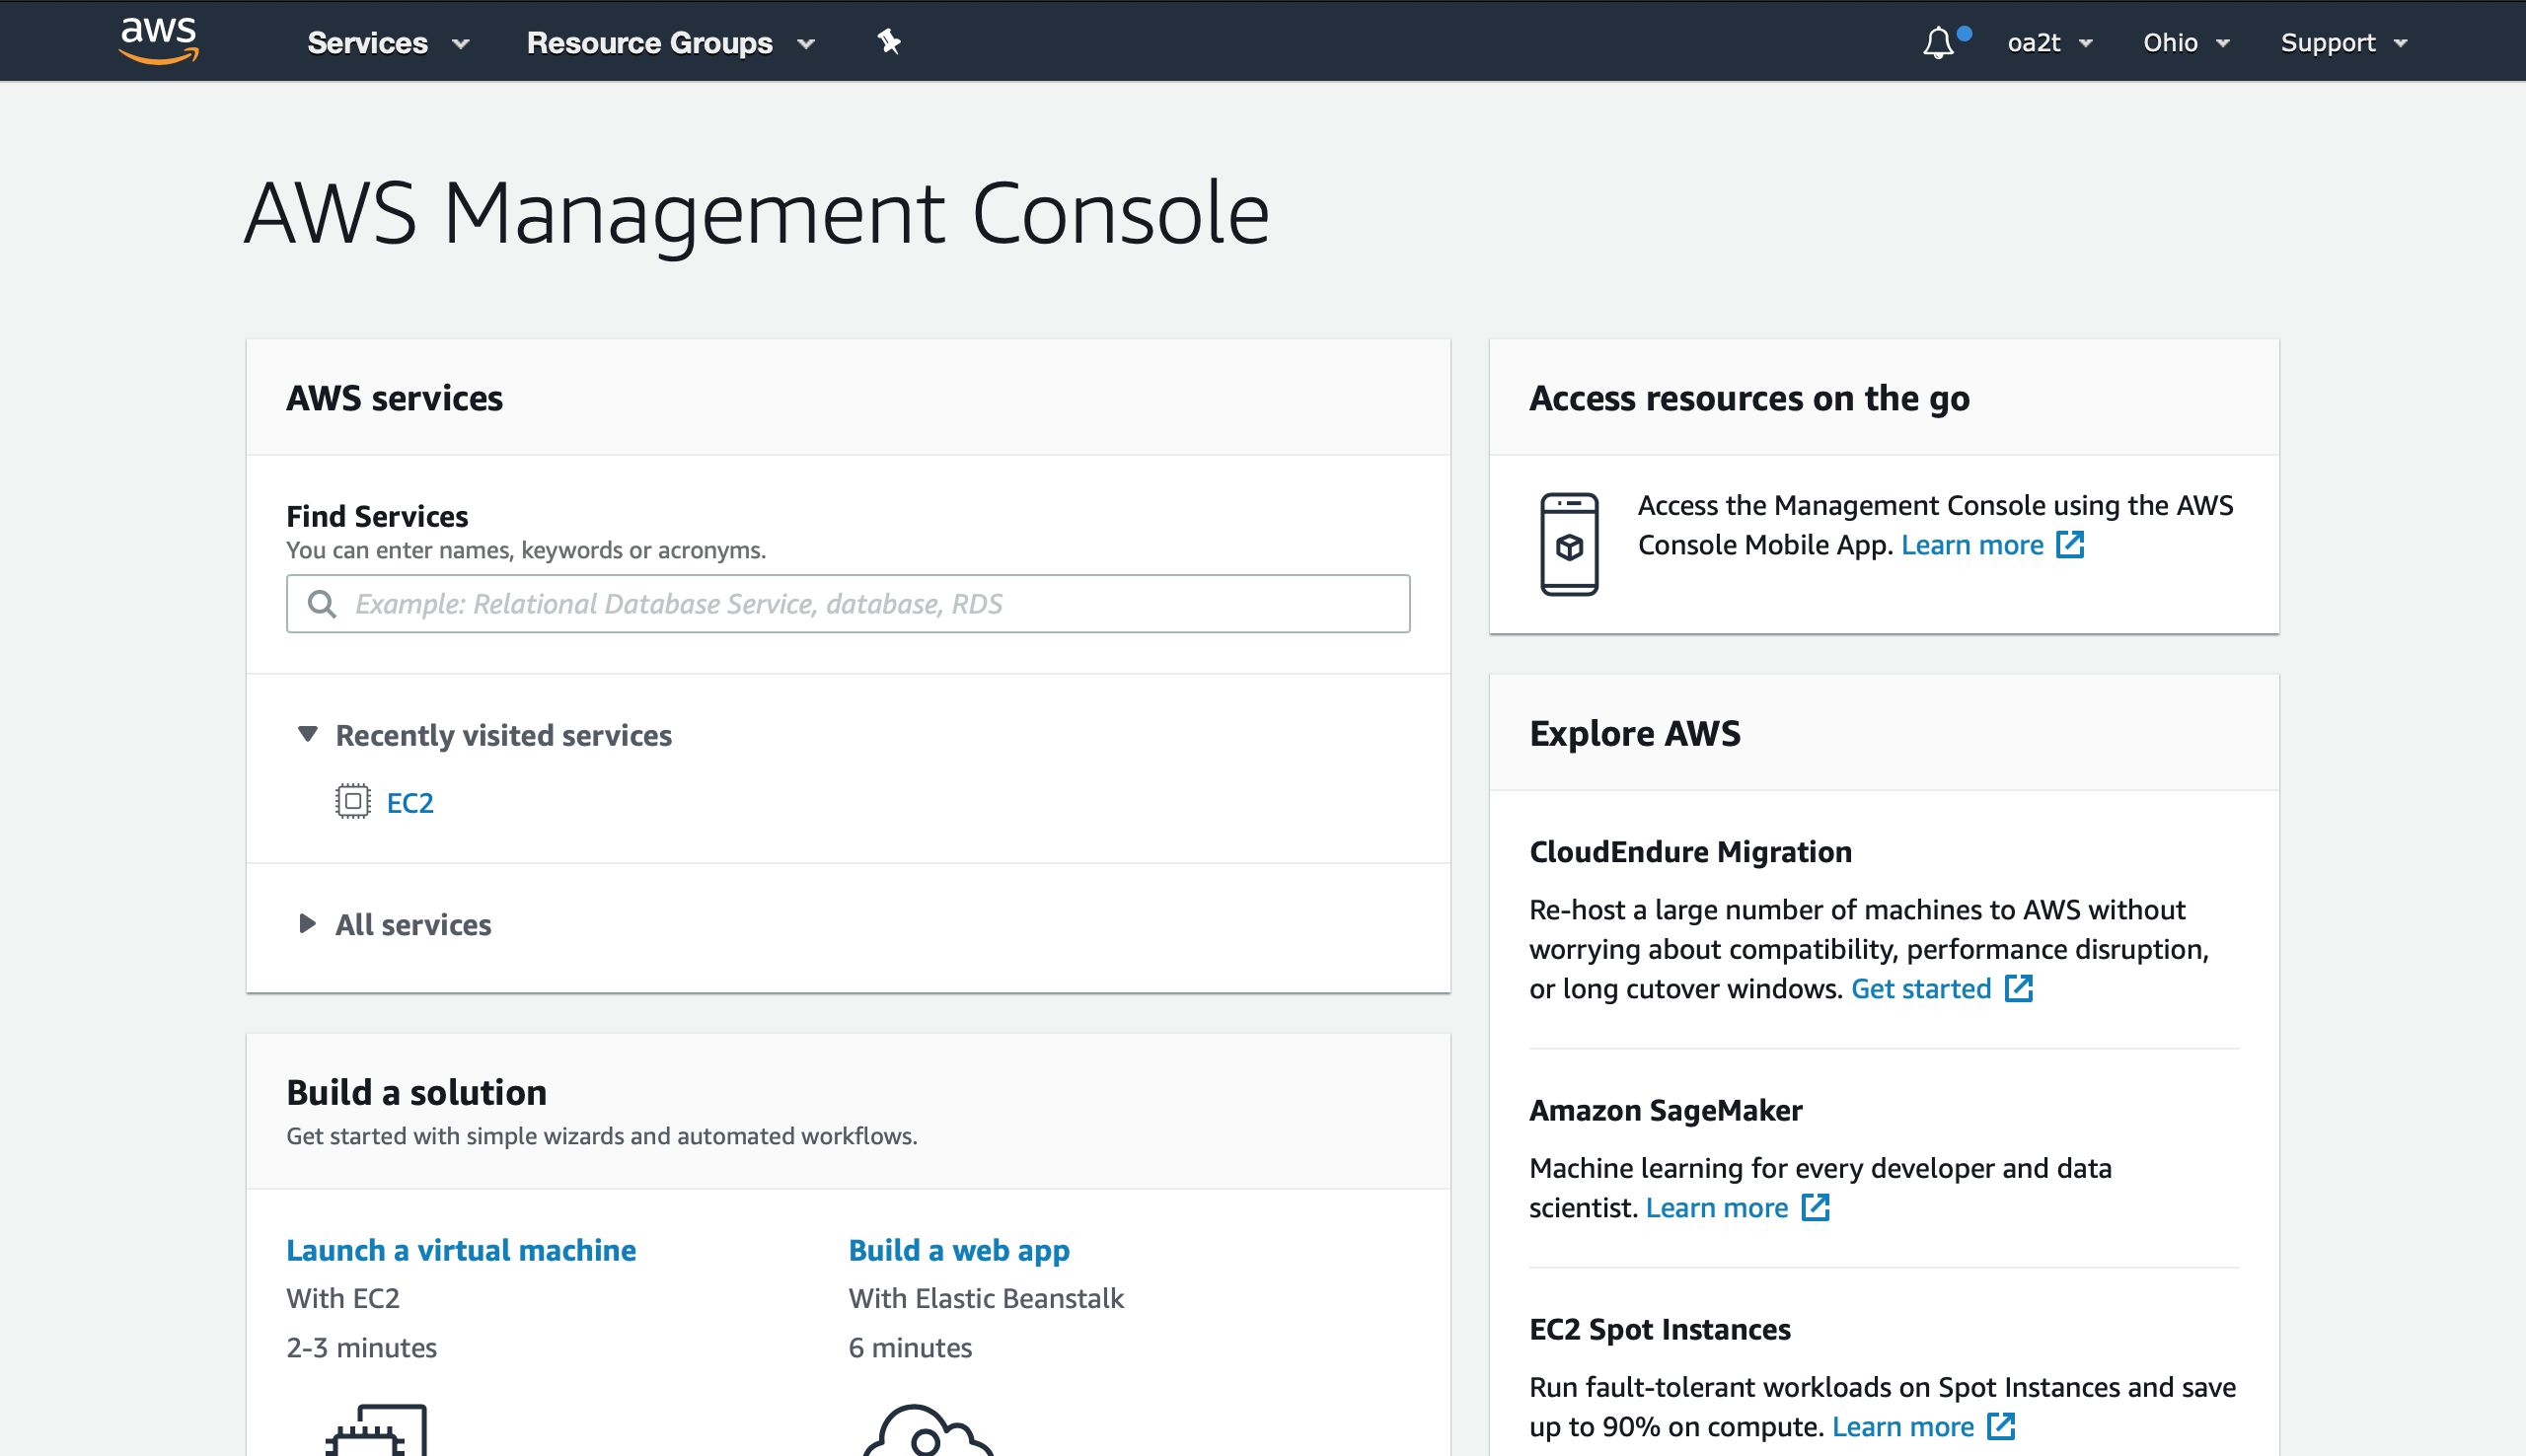 aws Services Resource Groups oa2t Ohio Support
AWS Management Console
AWS services
Find Services
You can enter names, keywords or acronyms.
Example: Relational Database Service, database, RDS
Recently visited services
EC2
All services
Build a solution
Get started with simple wizards and automated workflows.
Launch a virtual machine
With EC2
2-3 minutes
Build a web app
With Elastic Beanstalk
6 minutes
Access resources on the go
Access the Management Console using the AWS
Console Mobile App. Learn more
Explore AWS
CloudEndure Migration
Re-host a large number of machines to AWS without
worrying about compatibility, performance disruption,
or long cutover windows. Get started
Amazon SageMaker
Machine learning for every developer and data
scientist. Learn more
EC2 Spot Instances
Run fault-tolerant workloads on Spot Instances and save
up to 90% on compute. Learn more